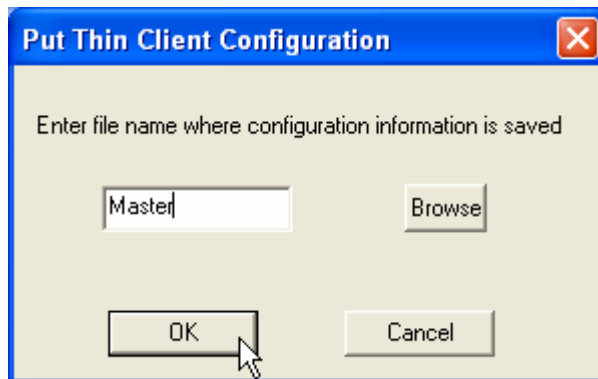 Put Thin Client Configuration
Enter file name where configuration information is saved
Master
Browse
OK
Cancel